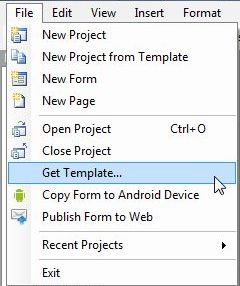 File Edit View Insert Format
New Project
New Project from Template
New Form
New Page
Open Project Ctrl+O
Close Project
Get Template...
Copy Form to Android Device
Publish Form to Web
Recent Projects
Exit